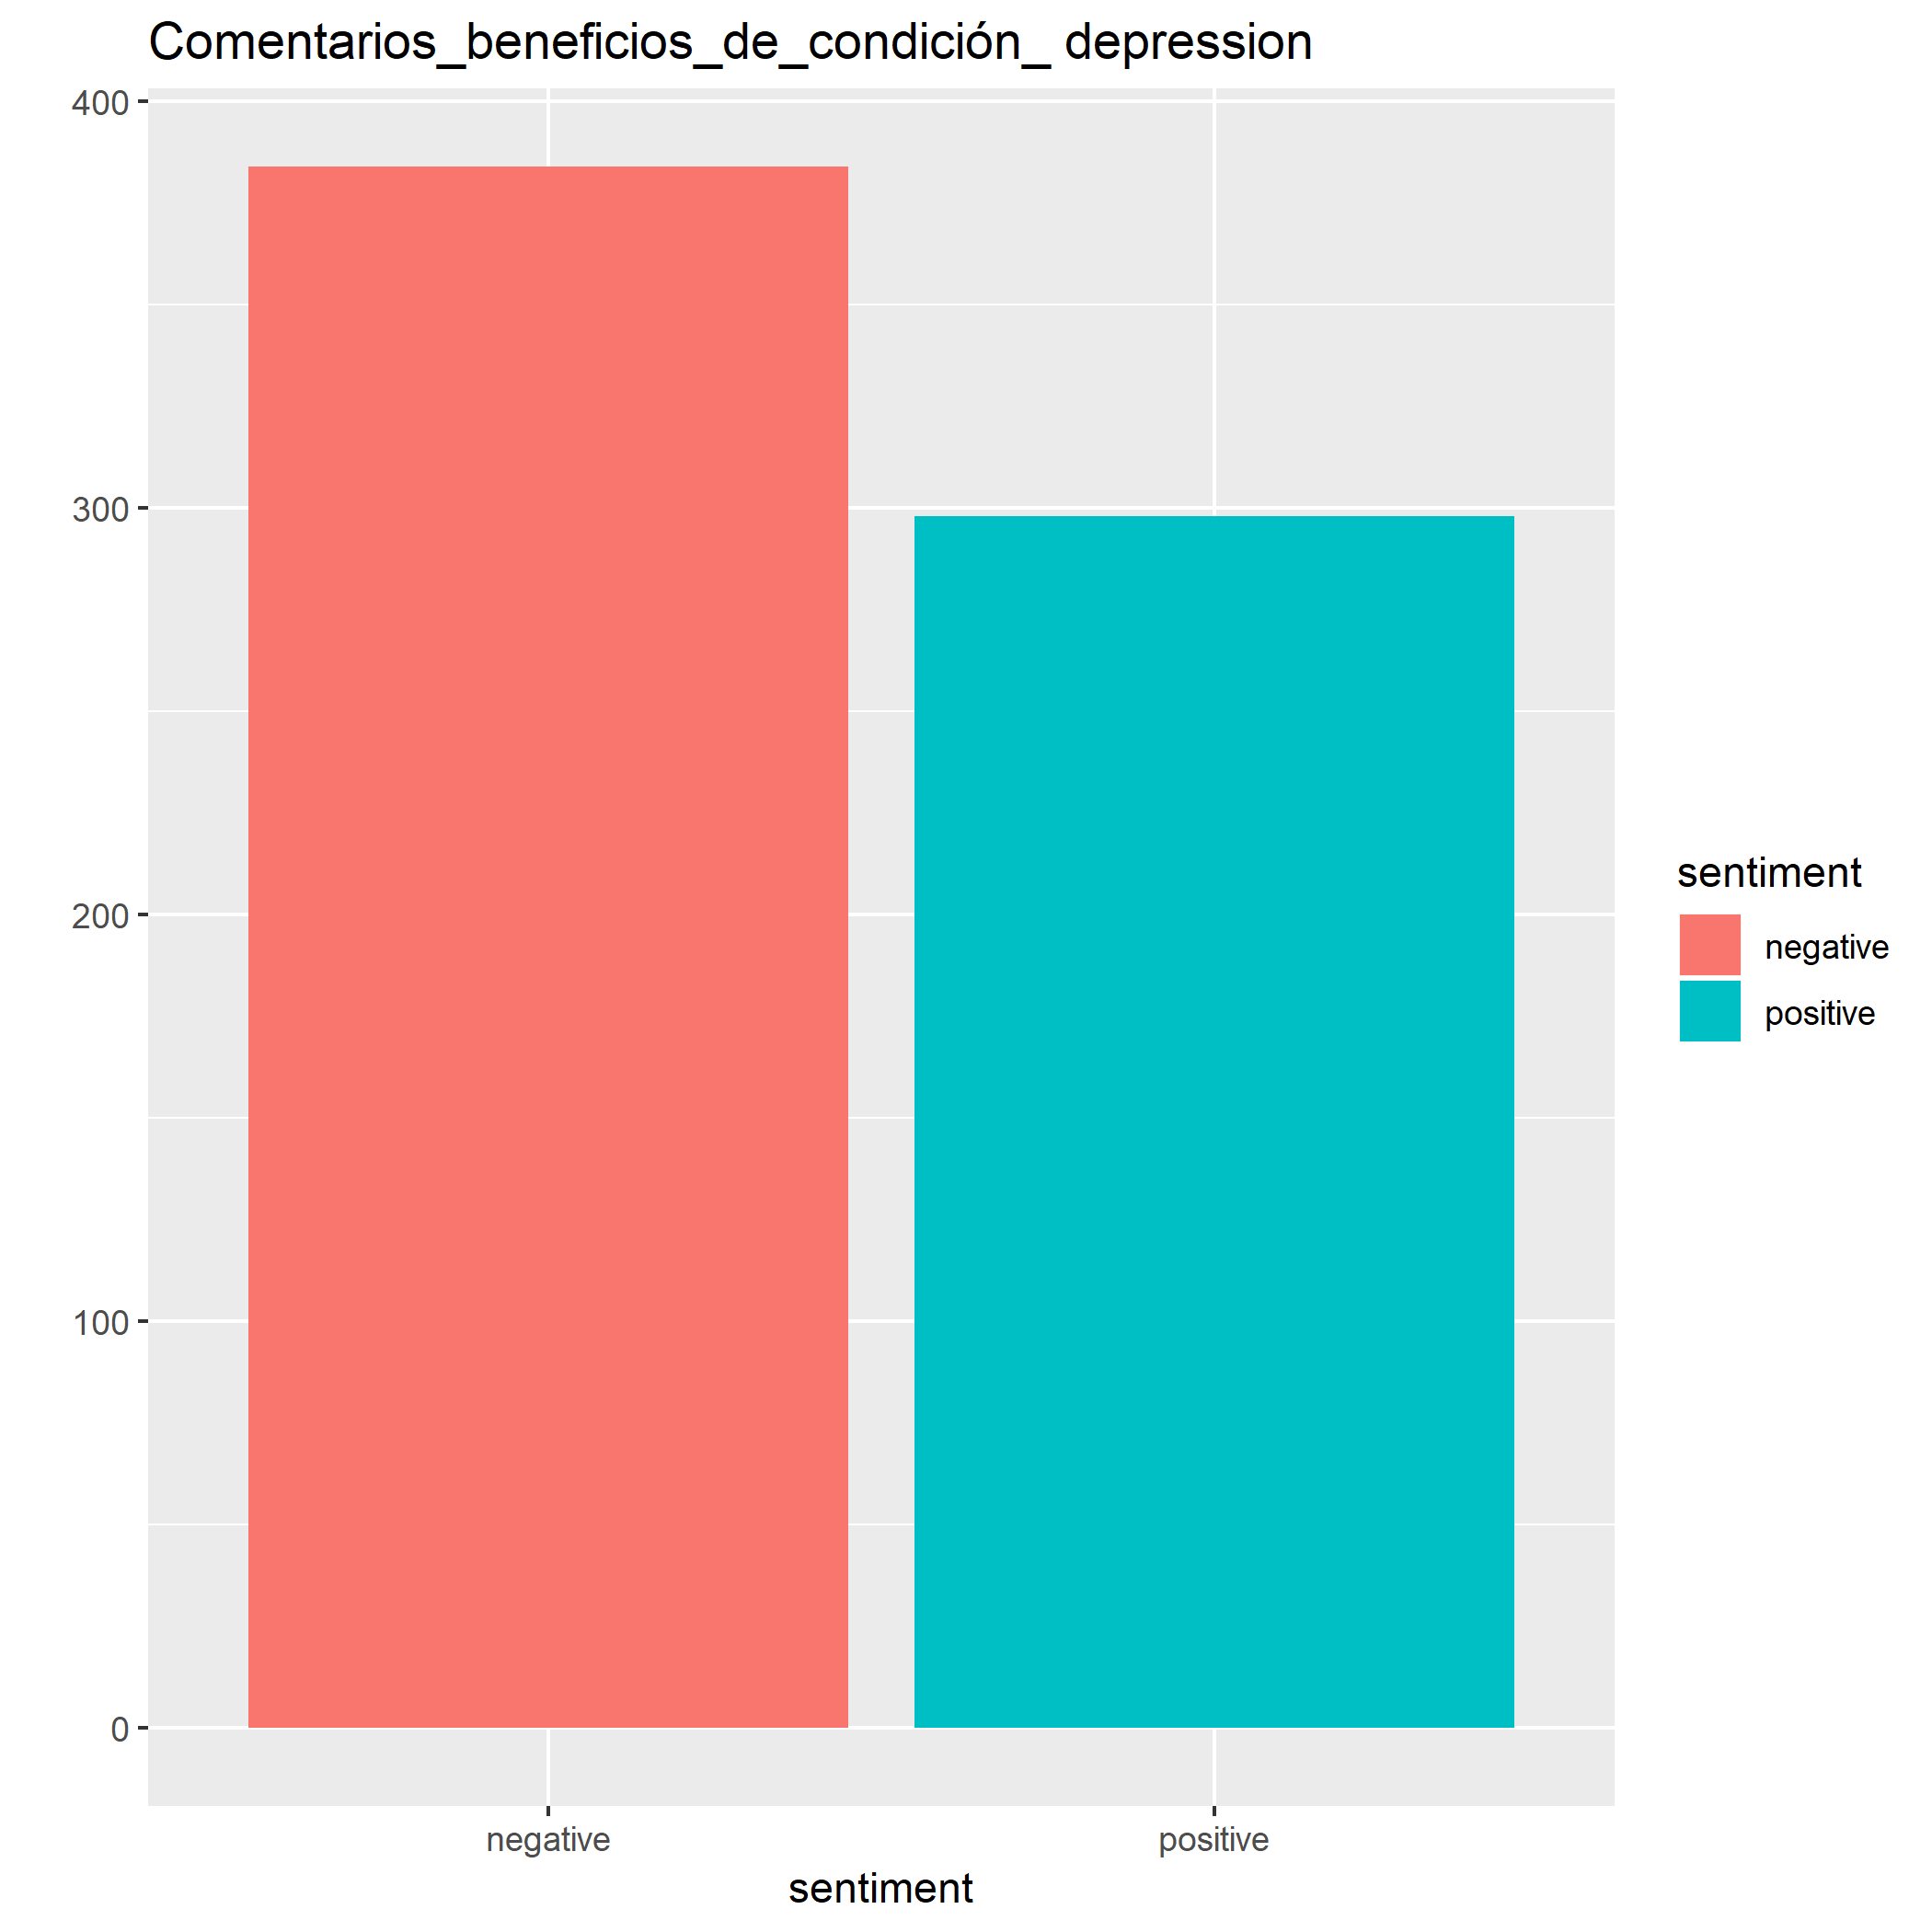 Comentarios_beneficios_de_condición_ depression
400
300
200
100
0
negative
positive
sentiment
sentiment
negative
positive